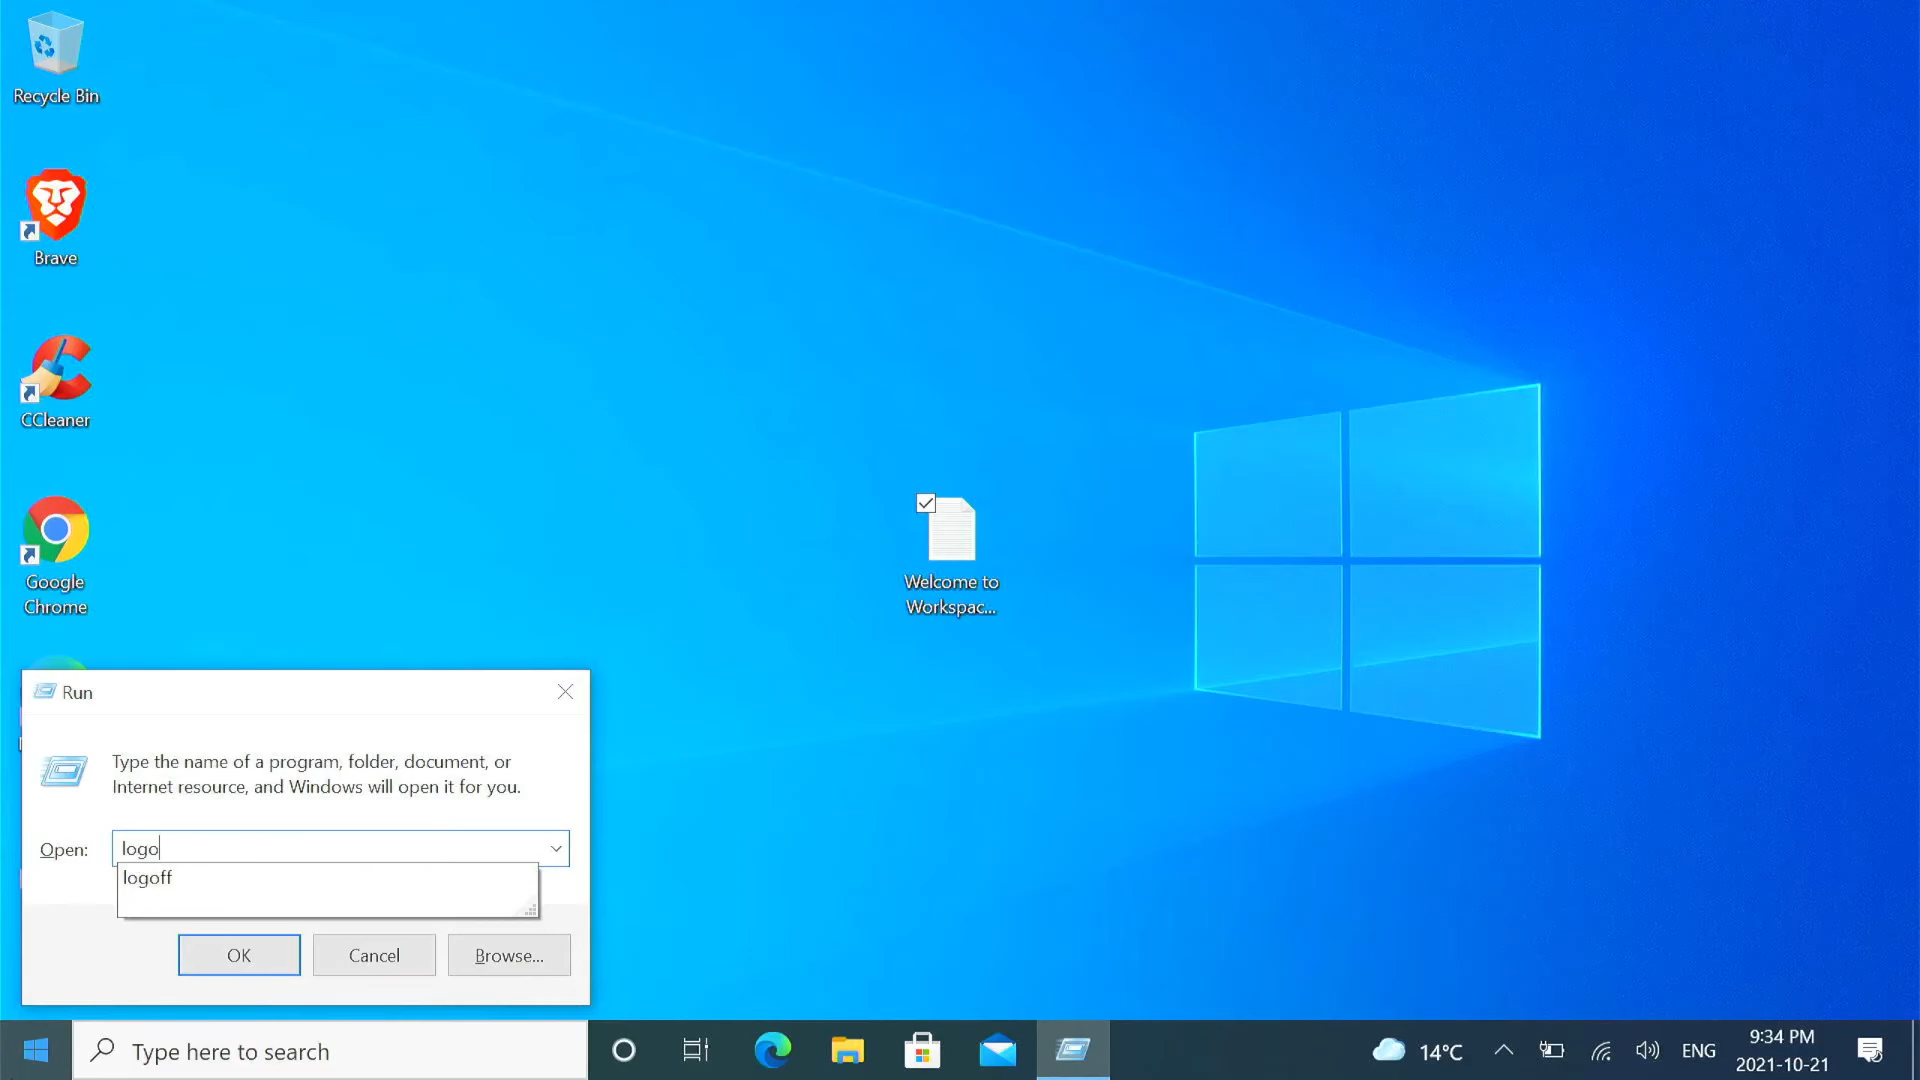 Recycle Bin
Brave
CCleaner
Google
Chrome
Welcome to
Workspac...
Run
Type the name of a program, folder, document, or
Internet resource, and Windows will open it for you.
Open:
logo
logoff
OK
Cancel
Browse...
Type here to search
14°C
ENG
9:34 PM
2021-10-21